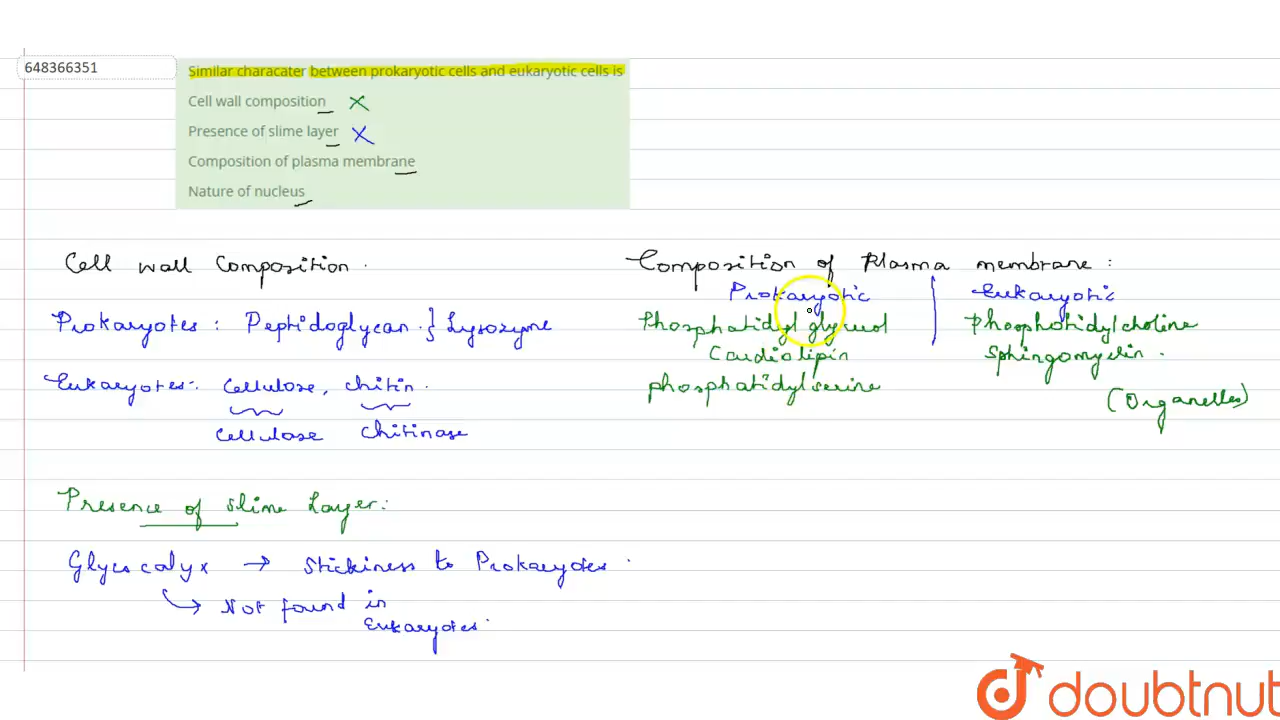 648366351
Similar characater between prokaryotic cells and eukaryotic cells is
Cell wall composition
Presence of slime layer
Composition of plasma membrane
Nature of nucleus
Cell wall Composition.
Prokaryotes: Peptidoglycan. } Lysozyme
Eukaryotes: Cellulose, chitin.
Cellulase chitinase
Presence of slime Layer:
Glycocalyx → Stickiness to Prokaryotes.
↳ Not found in
Eukaryotes.
Composition of Plasma membrane:
Prokaryotic | Eukaryotic
Phosphatidyl glycerol Phosphotidylcholine
Cardiolipin Sphingomyelin.
phosphatidylserine
(Organelles)
doubtnut